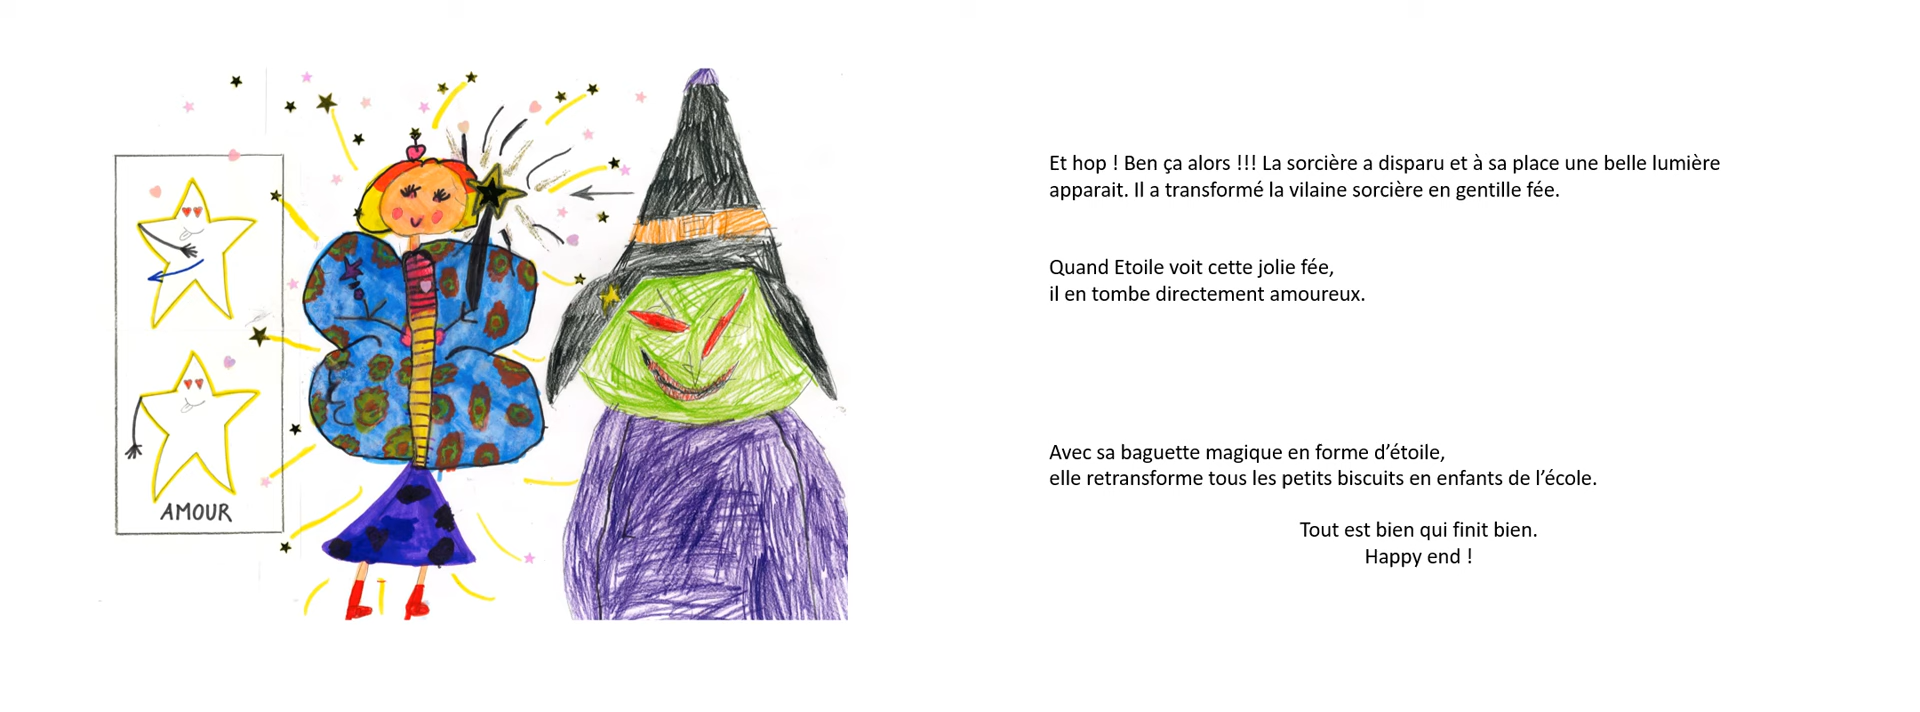 AMOUR
Et hop ! Ben ça alors !!! La sorcière a disparu et à sa place une belle lumière
apparait. Il a transformé la vilaine sorcière en gentille fée.
Quand Etoile voit cette jolie fée,
il en tombe directement amoureux.
Avec sa baguette magique en forme d’étoile,
elle retransforme tous les petits biscuits en enfants de l’école.
Tout est bien qui finit bien.
Happy end !